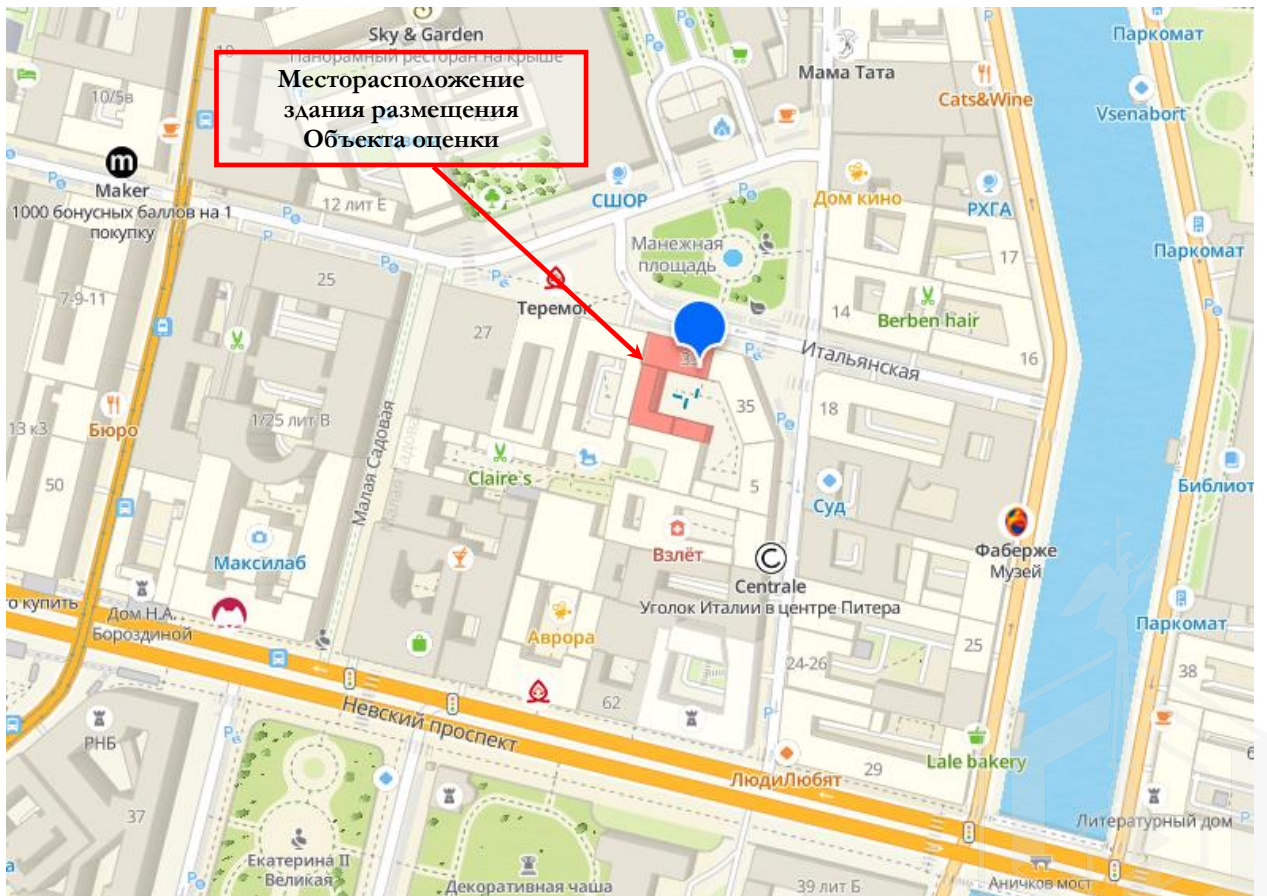 Sky & Garden
Панорамный ресторан на крыше
Месторасположение
здания размещения
Объекта оценки
Паркомат
Мама Тата
Cats&Wine
Vsenabort
10/5в
Maker
1000 бонусных баллов на 1
покупку
12 лит Е
СШОР
Дом кино
РХГА
Манежная
площадь
17
Паркомат
25
7-9-11
Теремок
27
14
Berben hair
Итальянская
16
35
18
1/25 лит В
Малая Садовая
13 к3
Бюро
50
Claire's
5
Суд
Библиот
Максилаб
Взлёт
Centrale
Уголок Италии в центре Питера
Фаберже
Музей
о купить
Дом Н.А.
Бороздиной
Аврора
Паркомат
25
24-26
38
62
Невский проспект
РНБ
ЛюдиЛюбят
29
Lale bakery
37
Литературный дом
Екатерина II
Великая
Декоративная чаша
39 лит Б
Аничков мост